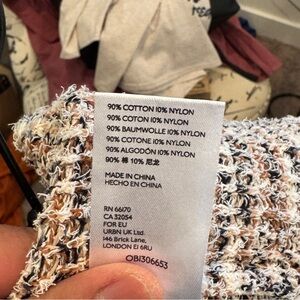 90% COTTON 10% NYLON
90% COTON 10% NYLON
90% BAUMWOLLE 10% NYLON
90% COTONE 10% NYLON
90% ALGODÓN 10% NYLON
90% 棉 10% 尼龙
MADE IN CHINA
HECHO EN CHINA
RN 66170
CA 32054
FOR EU
URBN UK Ltd.
146 Brick Lane,
LONDON E1 6RU
OBI306653